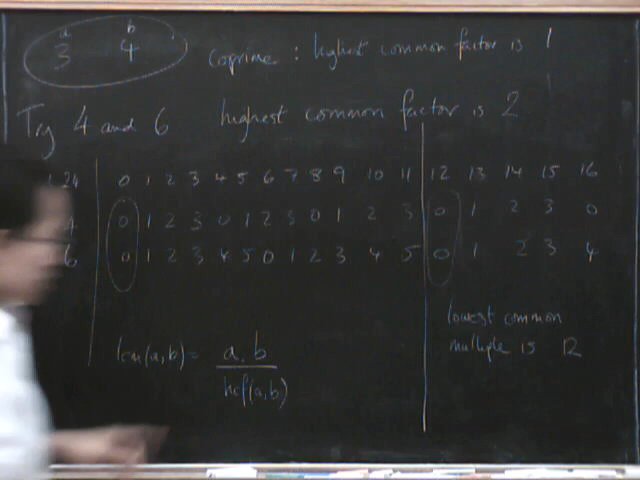 a b
3 4 coprime : highest common factor is 1
Try 4 and 6 highest common factor is 2
24 0 1 2 3 4 5 6 7 8 9 10 11 12 13 14 15 16
4 0 1 2 3 0 1 2 3 0 1 2 3 0 1 2 3 0
6 0 1 2 3 4 5 0 1 2 3 4 5 0 1 2 3 4
lowest common
multiple is 12
lcm(a,b) = a.b
hcf(a,b)